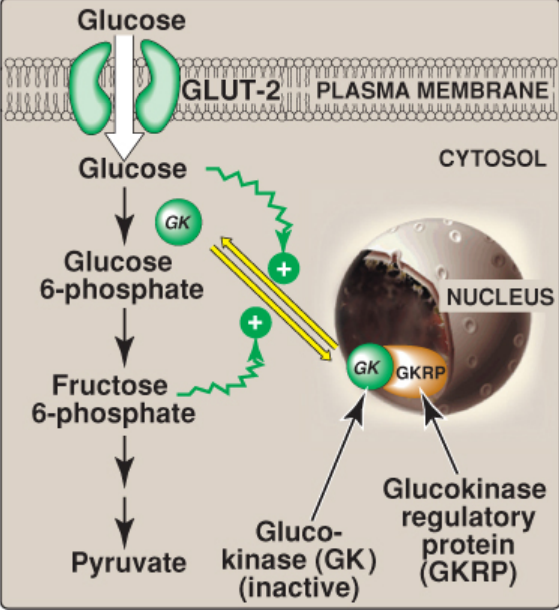 Glucose
GLUT-2
PLASMA MEMBRANE
CYTOSOL
Glucose
GK
Glucose
6-phosphate
+
NUCLEUS
+
GK
GKRP
Fructose
6-phosphate
Glucokinase
regulatory
protein
(GKRP)
Gluco-
kinase (GK)
(inactive)
Pyruvate